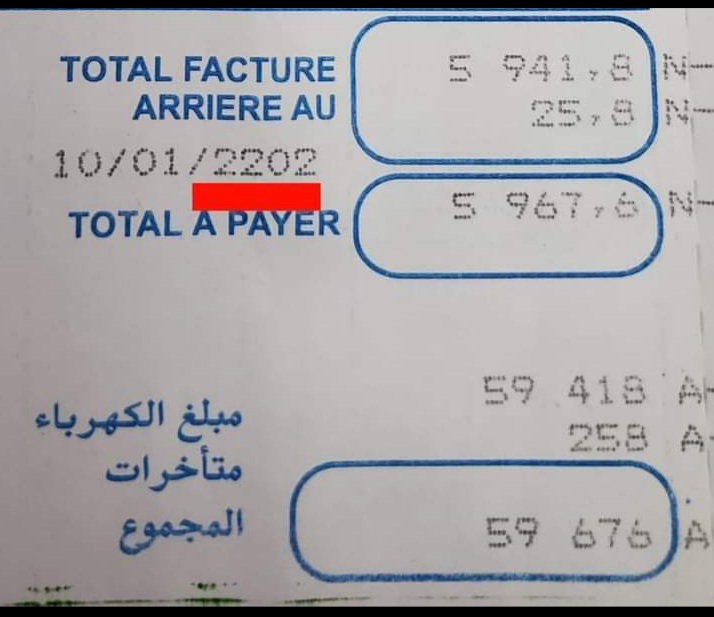 TOTAL FACTURE 5 941,8 N-
ARRIERE AU 25,8 N-
10/01/2202
TOTAL A PAYER 5 967,6 N-
59 418 A-
مبلغ الكهرباء
258 A-
متأخرات
المجموع 59 676 A